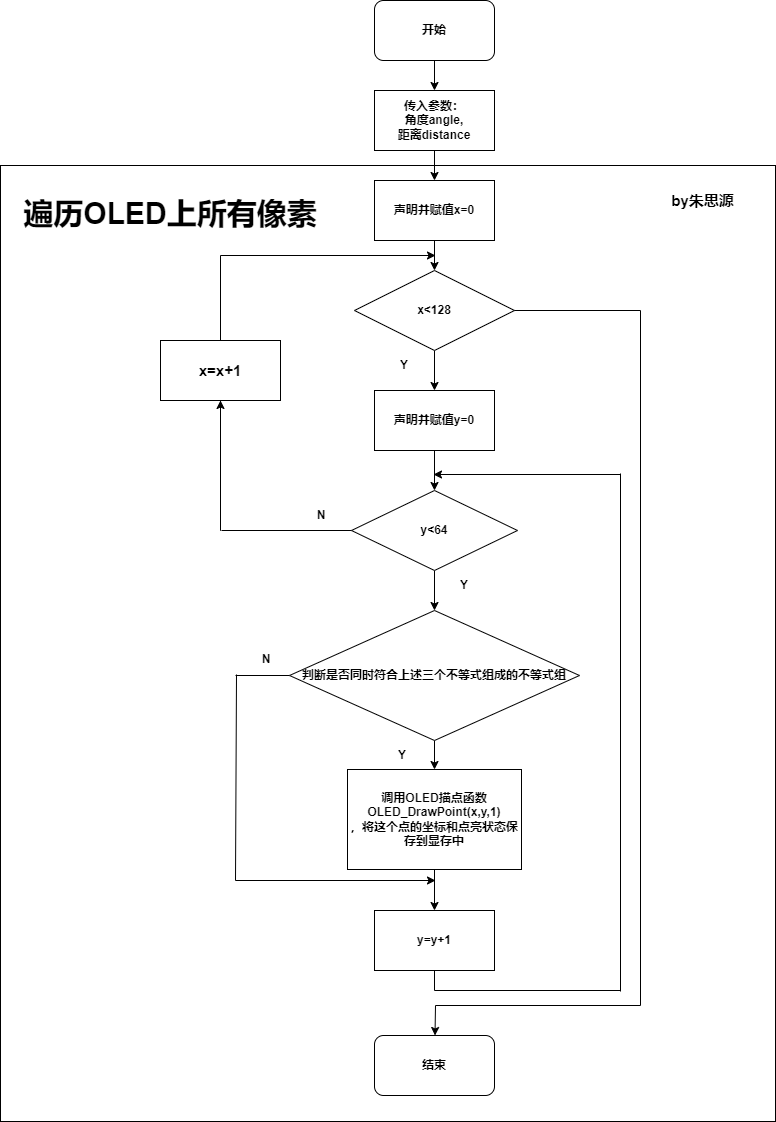 开始
传入参数：
角度angle,
距离distance
遍历OLED上所有像素
by朱思源
声明并赋值x=0
x<128
x=x+1
Y
声明并赋值y=0
N
y<64
Y
N
判断是否同时符合上述三个不等式组成的不等式组
Y
调用OLED描点函数
OLED_DrawPoint(x,y,1)
，将这个点的坐标和点亮状态保
存到显存中
y=y+1
结束